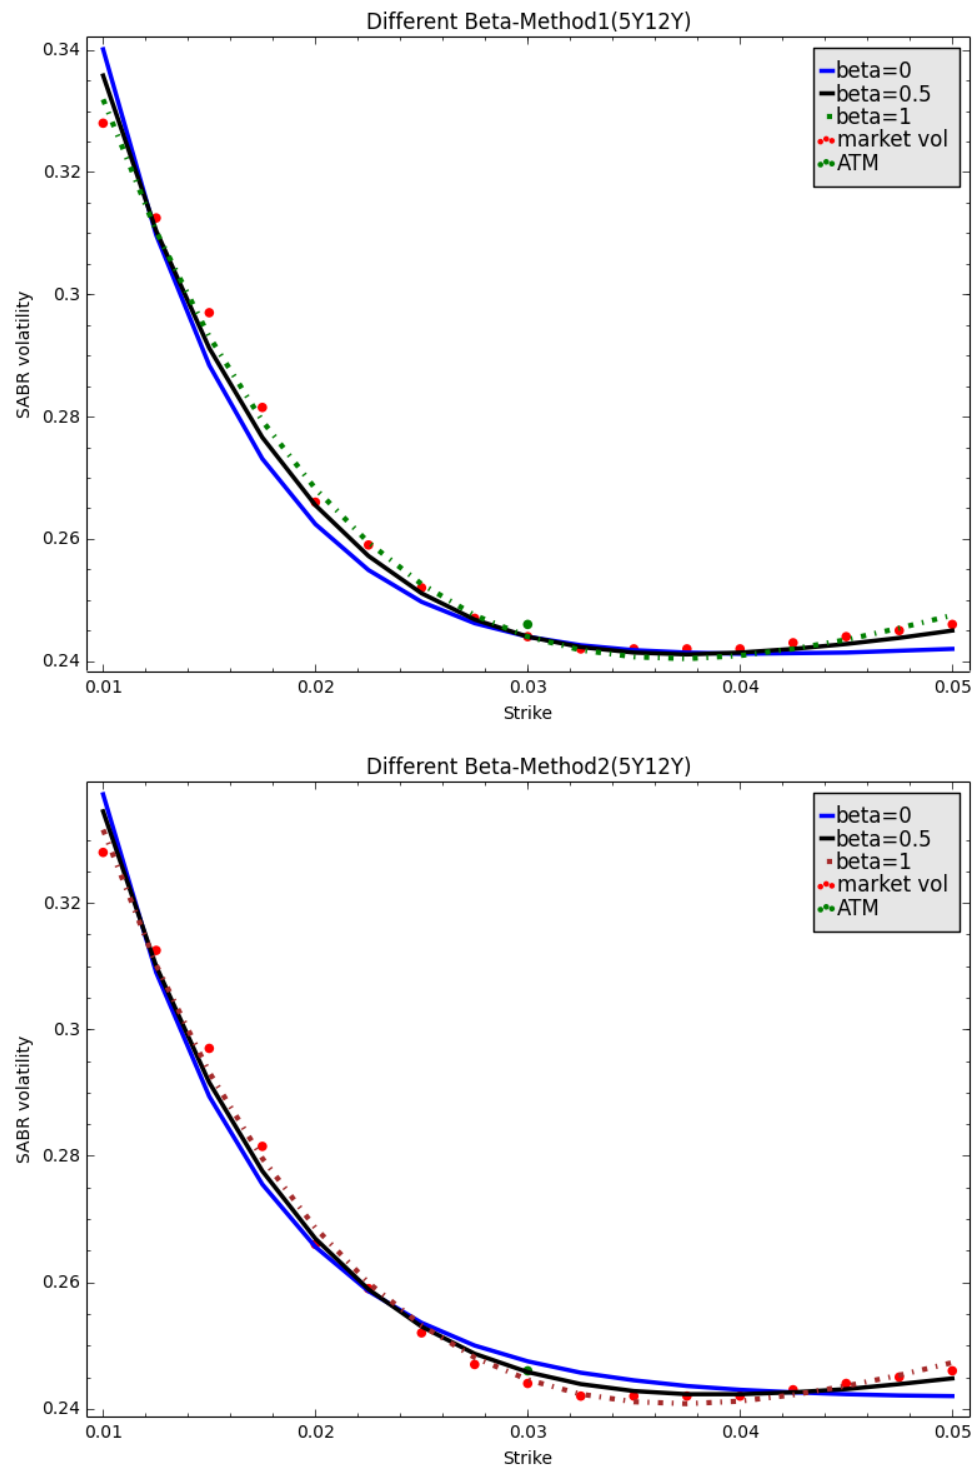 Different Beta-Method1(5Y12Y)
0.34
0.32
0.3
0.28
0.26
0.24
SABR volatility
beta=0
beta=0.5
beta=1
market vol
ATM
0.01 0.02 0.03 0.04 0.05
Strike
Different Beta-Method2(5Y12Y)
0.32
0.3
0.28
0.26
0.24
SABR volatility
beta=0
beta=0.5
beta=1
market vol
ATM
0.01 0.02 0.03 0.04 0.05
Strike